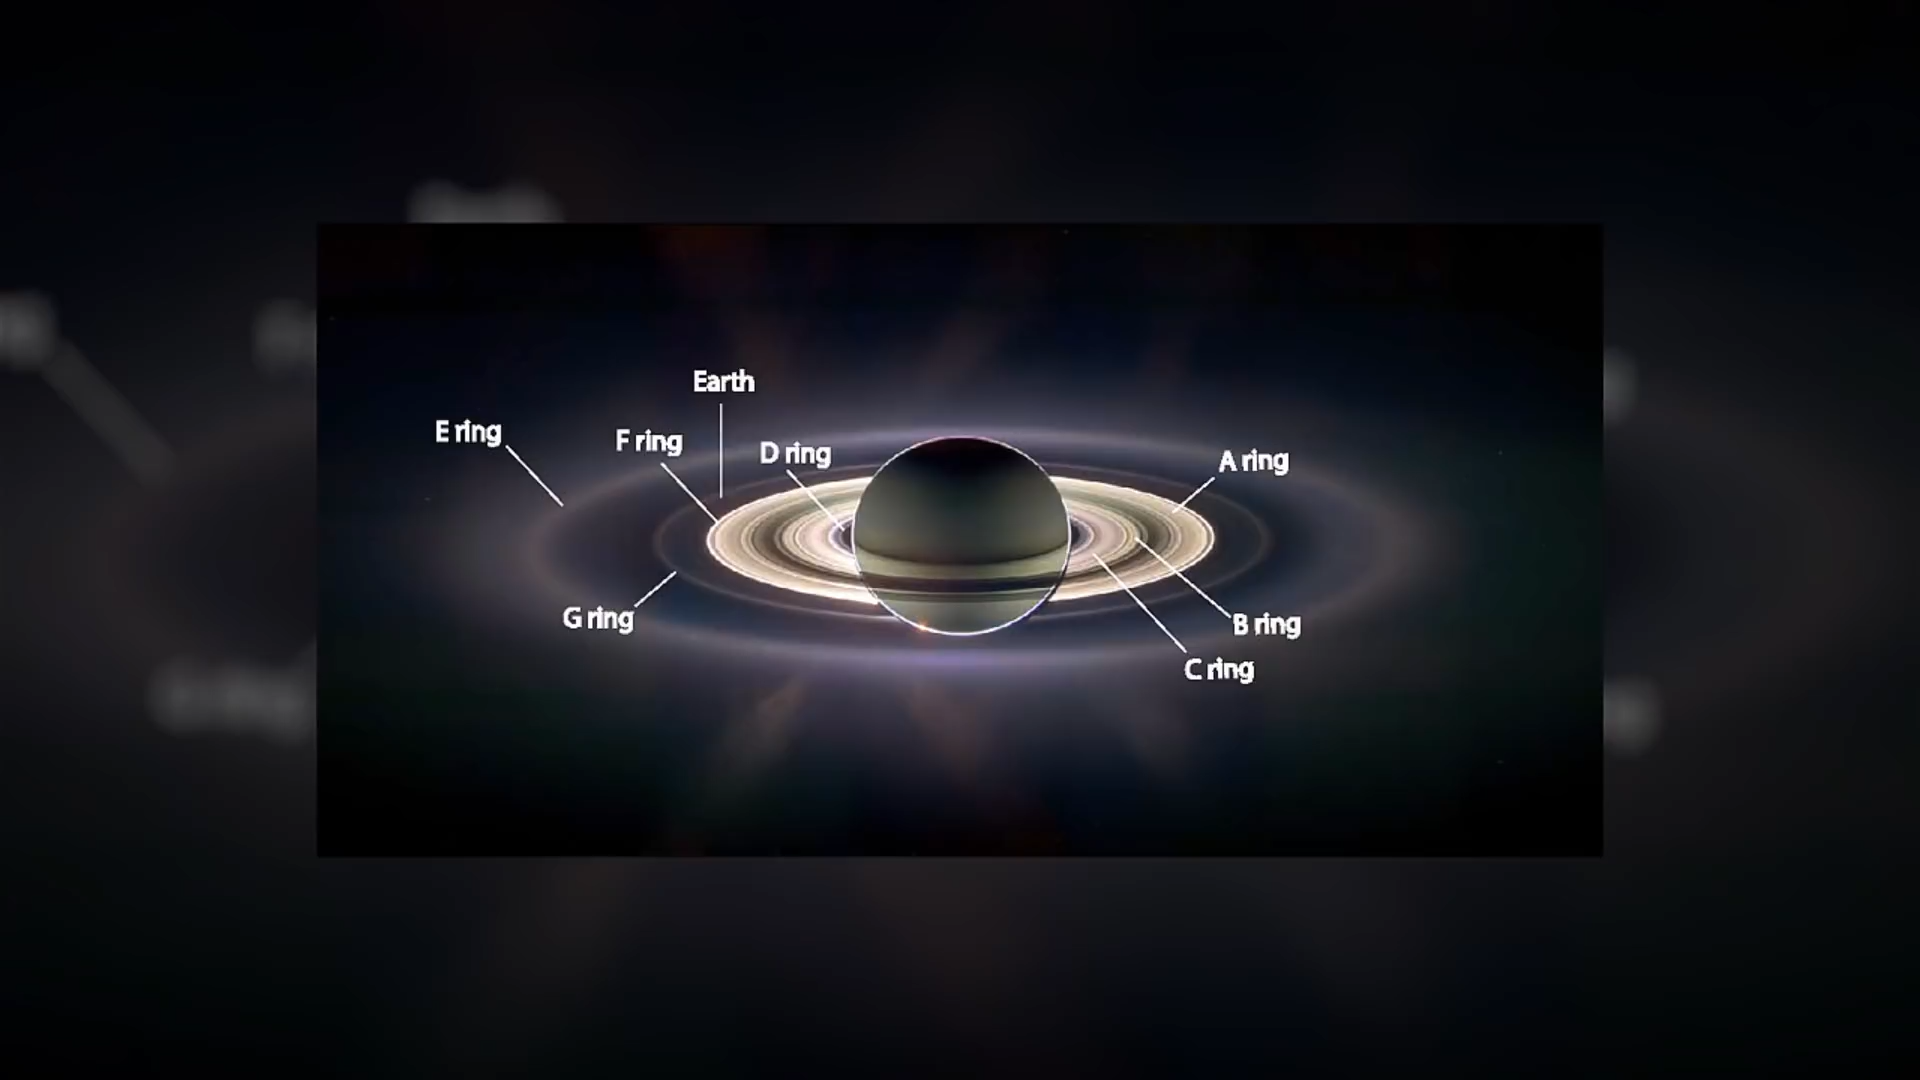 Earth
E ring
F ring
D ring
A ring
G ring
B ring
C ring